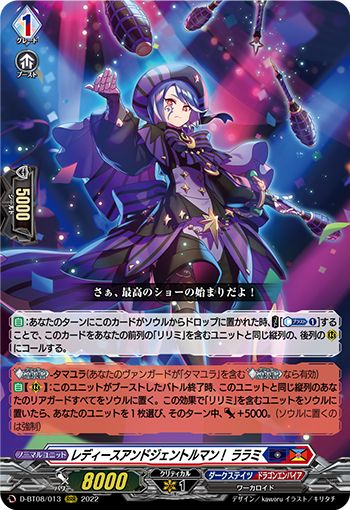 1
グレード
ブースト
5000
シールド
さぁ、最高のショーの始まりだよ！
自:あなたのターンにこのカードがソウルからドロップに置かれた時、[1]する
ことで、このカードをあなたの前列の『リリミ』を含むユニットと同じ縦列の、後列のR
にコールする。
タマユラ(あなたのヴァンガードが「タマユラ」を含むなら有効)
自【R】:このユニットがブーストしたバトル終了時、このユニットと同じ縦列のあな
たのリアガードすべてをソウルに置く。この効果で『リリミ』を含むユニットをソウルに
置いたら、あなたのユニットを1枚選び、そのターン中、+5000。(ソウルに置くの
は強制)
ノーマルユニット
レディースアンドジェントルマン！ ララミ
パワー
8000
クリティカル
1
ダークステイツ
ドラゴンエンパイア
ワーカロイド
D-BT08/013 RRR 2022
デザイン／kaworu イラスト／キリタチ